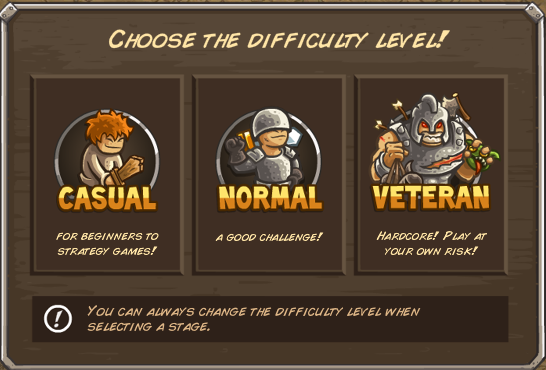 CHOOSE THE DIFFICULTY LEVEL!
CASUAL
FOR BEGINNERS TO
STRATEGY GAMES!
NORMAL
A GOOD CHALLENGE!
VETERAN
HARDCORE! PLAY AT
YOUR OWN RISK!
! YOU CAN ALWAYS CHANGE THE DIFFICULTY LEVEL WHEN
SELECTING A STAGE.